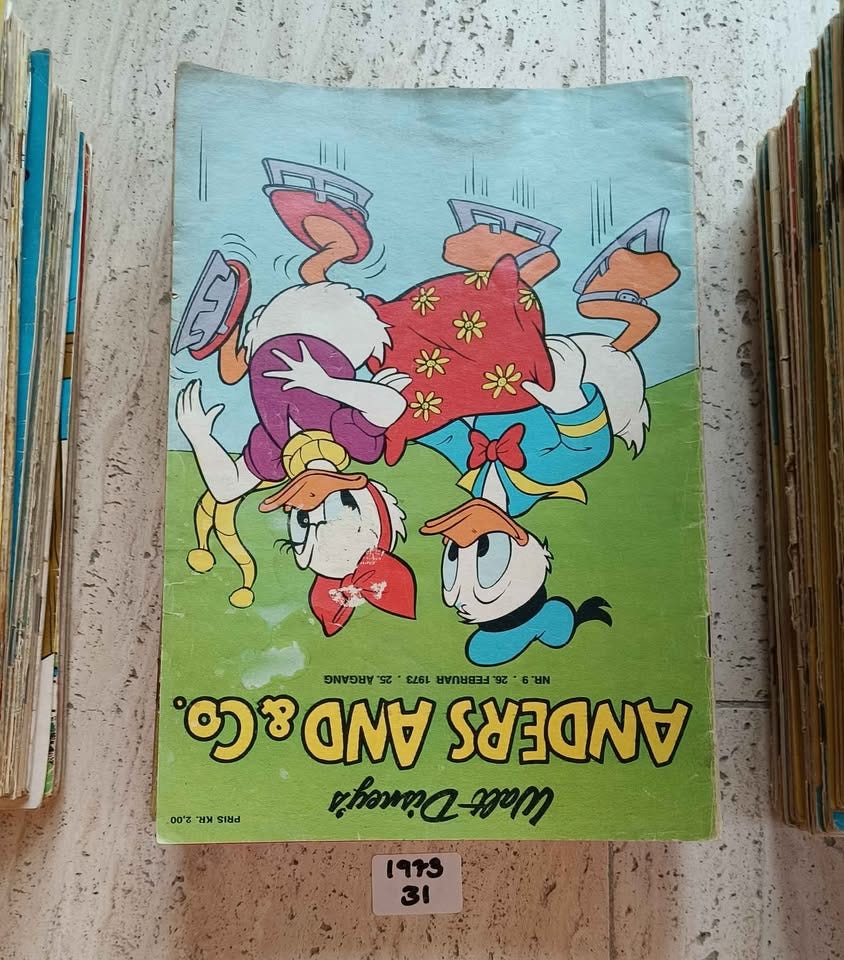 Walt Disney's
PRIS KR. 2,00
ANDERS AND & Co.
NR. 9 . 26. FEBRUAR 1973 . 25. ÅRGANG
1973
31